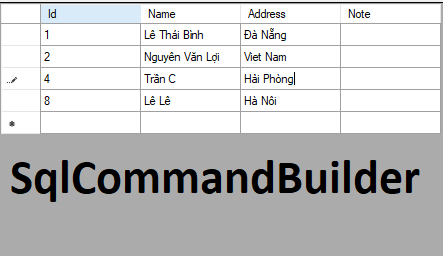 Id Name Address Note
1 Lê Thái Bình Đà Nẵng
2 Nguyên Văn Lợi Viet Nam
4 Trần C Hải Phòng
8 Lê Lê Hà Nôi
SqlCommandBuilder